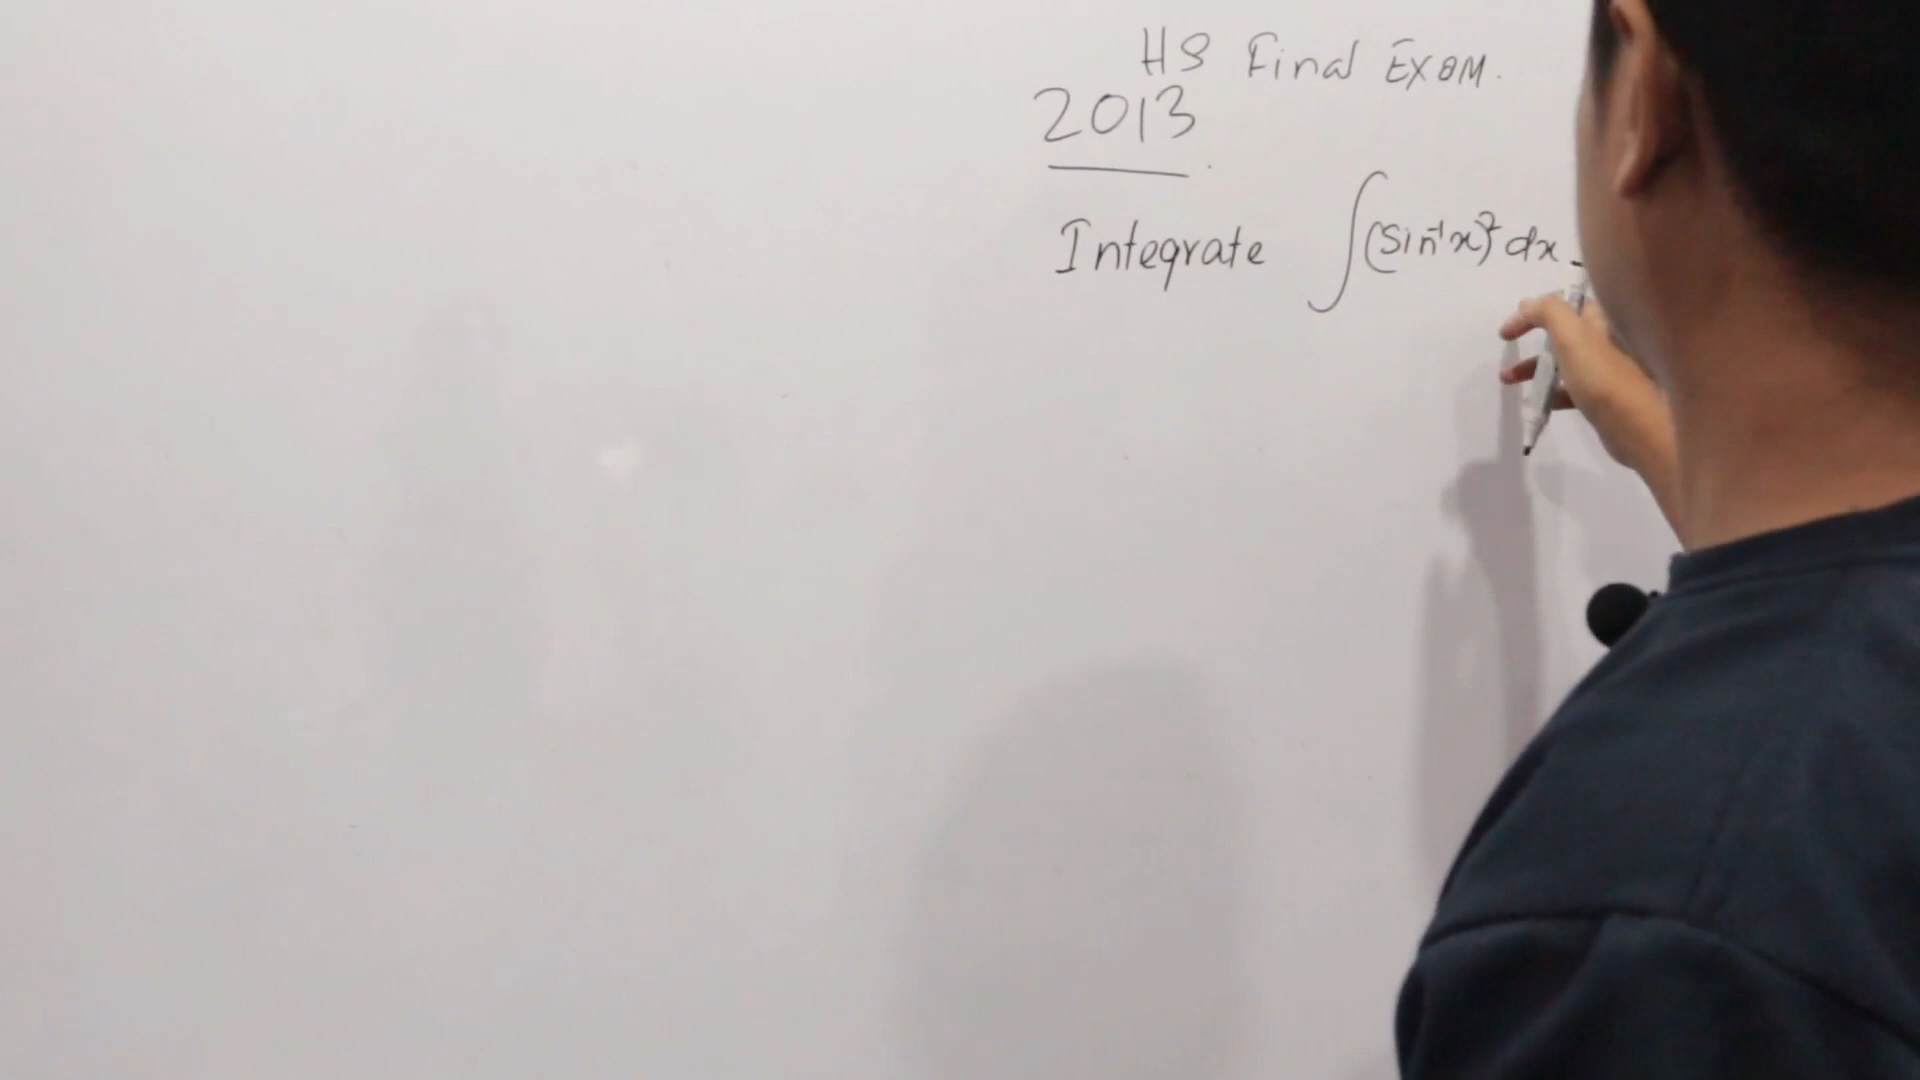 HS Final Exam.
2013
Integrate ∫(sin⁻¹x)² dx.